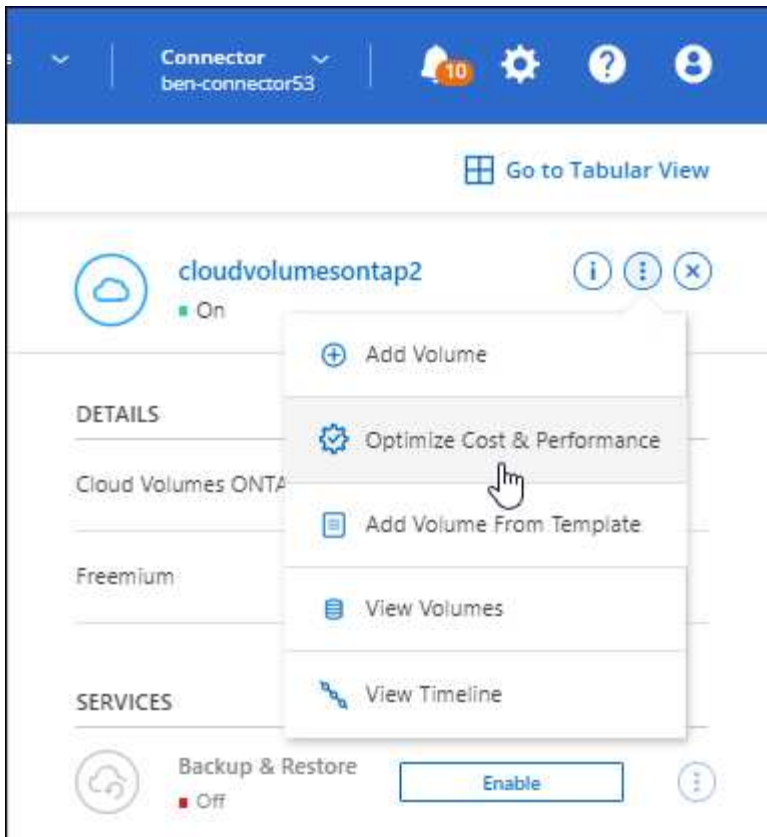 Connector
ben-connector53
10
Go to Tabular View
cloudvolumesontap2
On
Add Volume
DETAILS
Optimize Cost & Performance
Cloud Volumes ONTA
Add Volume From Template
Freemium
View Volumes
View Timeline
SERVICES
Backup & Restore
Off
Enable